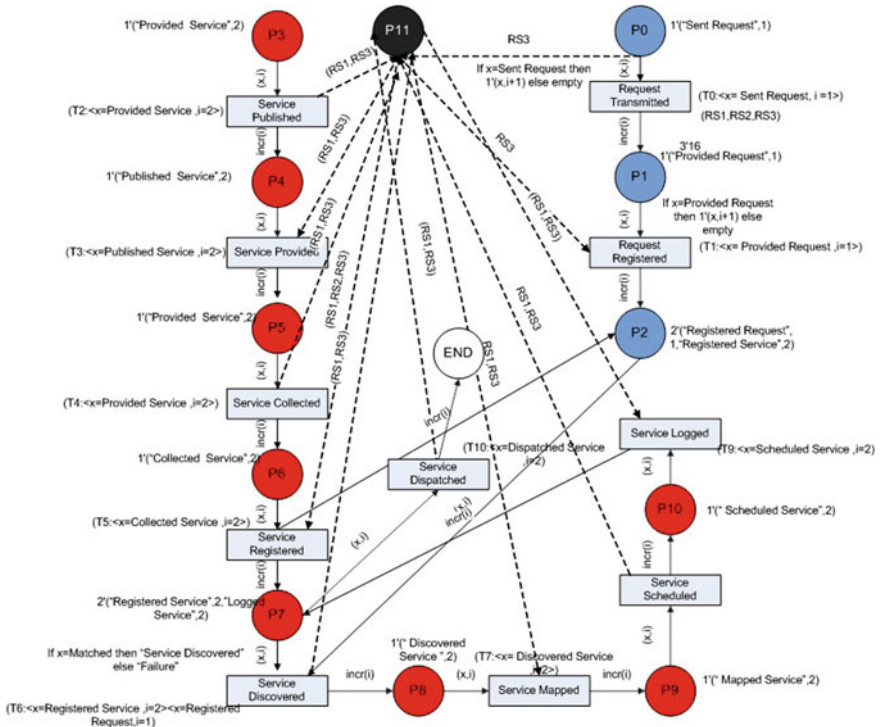 P3
1'("Provided Service",2)
P11
RS3
P0
1'("Sent Request",1)
(x,i)
(RS1,RS3)
If x=Sent Request then
1'(x,i+1) else empty
(x,i)
(T2:<x=Provided Service ,i=2>)
Service
Published
Request
Transmitted
(T0:<x= Sent Request, i =1>)
(RS1,RS2,RS3)
incr(i)
(RS1,RS3)
RS3
incr(i)
3'16
1'("Provided Request",1)
1'("Published Service",2)
P4
P1
(x,i)
(RS1,RS3)
(RS1,RS3)
(RS1,RS3)
If x=Provided Request
then 1'(x,i+1) else
empty
(x,i)
(T3:<x=Published Service ,i=2>)
Service Provided
Request
Registered
(T1:<x= Provided Request ,i=1>)
incr(i)
(RS1,RS2,RS3)
RS1,RS3
incr(i)
1'("Provided Service",2)
P5
P2
2'("Registered Request",
1,"Registered Service",2)
(x,i)
(RS1,RS3)
END
RS1,RS3
(T4:<x=Provided Service ,i=2>)
Service Collected
incr(i)
Service Logged
incr(i)
(T10:<x=Dispatched Service
,i=2)
(T9:<x=Scheduled Service ,i=2)
1'("Collected Service",2)
P6
Service
Dispatched
(x,i)
(x,i)
(x,i)
incr(i)
P10
1'(" Scheduled Service",2)
(T5:<x=Collected Service ,i=2>)
Service
Registered
(x,i)
incr(i)
incr(i)
Service
Scheduled
2'("Registered Service",2,"Logged
Service",2)
P7
(x,i)
If x=Matched then "Service Discovered"
else "Failure"
(x,i)
1'(" Discovered
Service ",2)
(T7:<x= Discovered Service
,i=2>)
Service
Discovered
incr(i)
P8
(x,i)
Service Mapped
incr(i)
P9
1'(" Mapped Service",2)
(T6:<x=Registered Service ,i=2><x=Registered
Request,i=1)